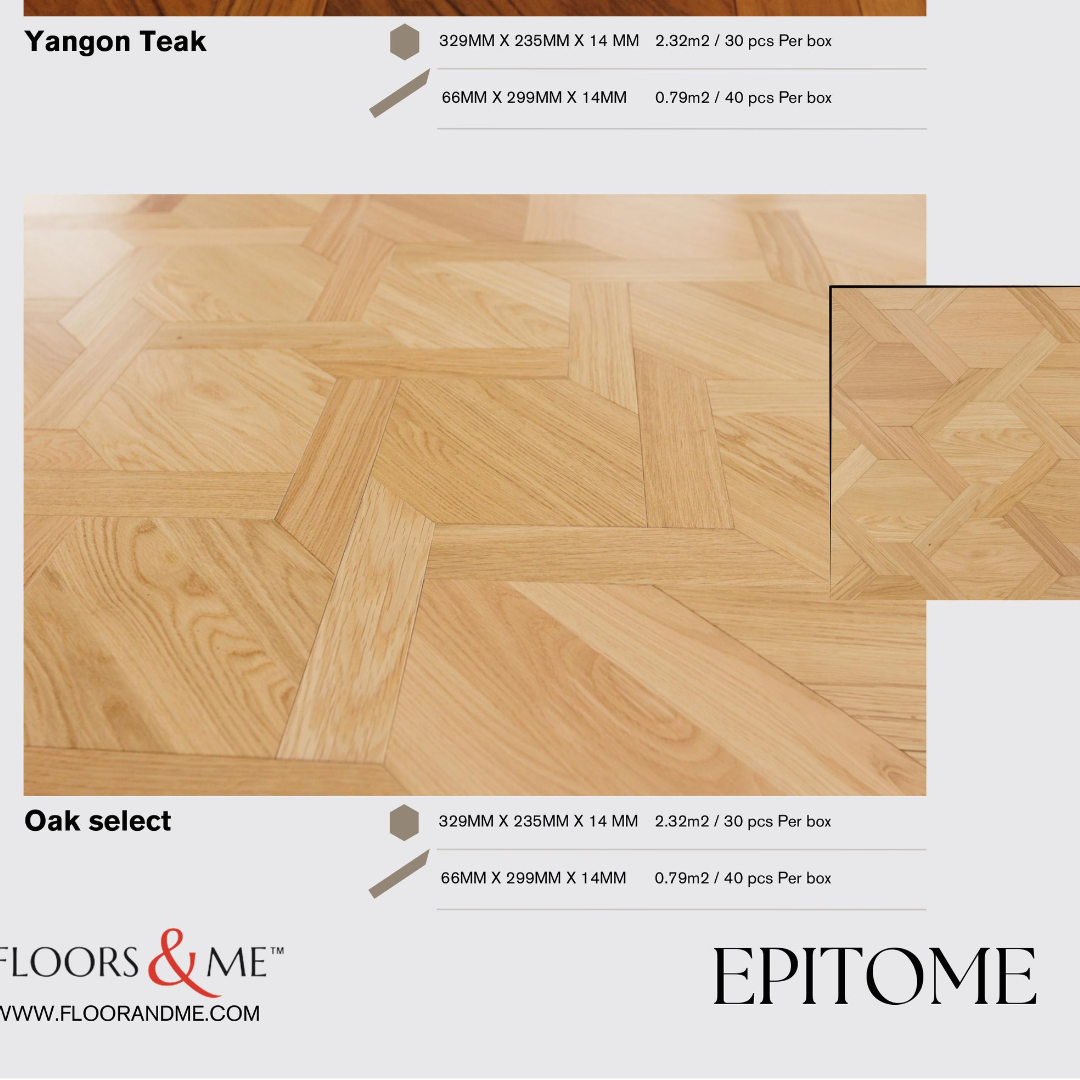 Yangon Teak
329MM X 235MM X 14 MM 2.32m2 / 30 pcs Per box
66MM X 299MM X 14MM 0.79m2 / 40 pcs Per box
Oak select
329MM X 235MM X 14 MM 2.32m2 / 30 pcs Per box
66MM X 299MM X 14MM 0.79m2 / 40 pcs Per box
FLOORS & ME™
WWW.FLOORANDME.COM
EPITOME